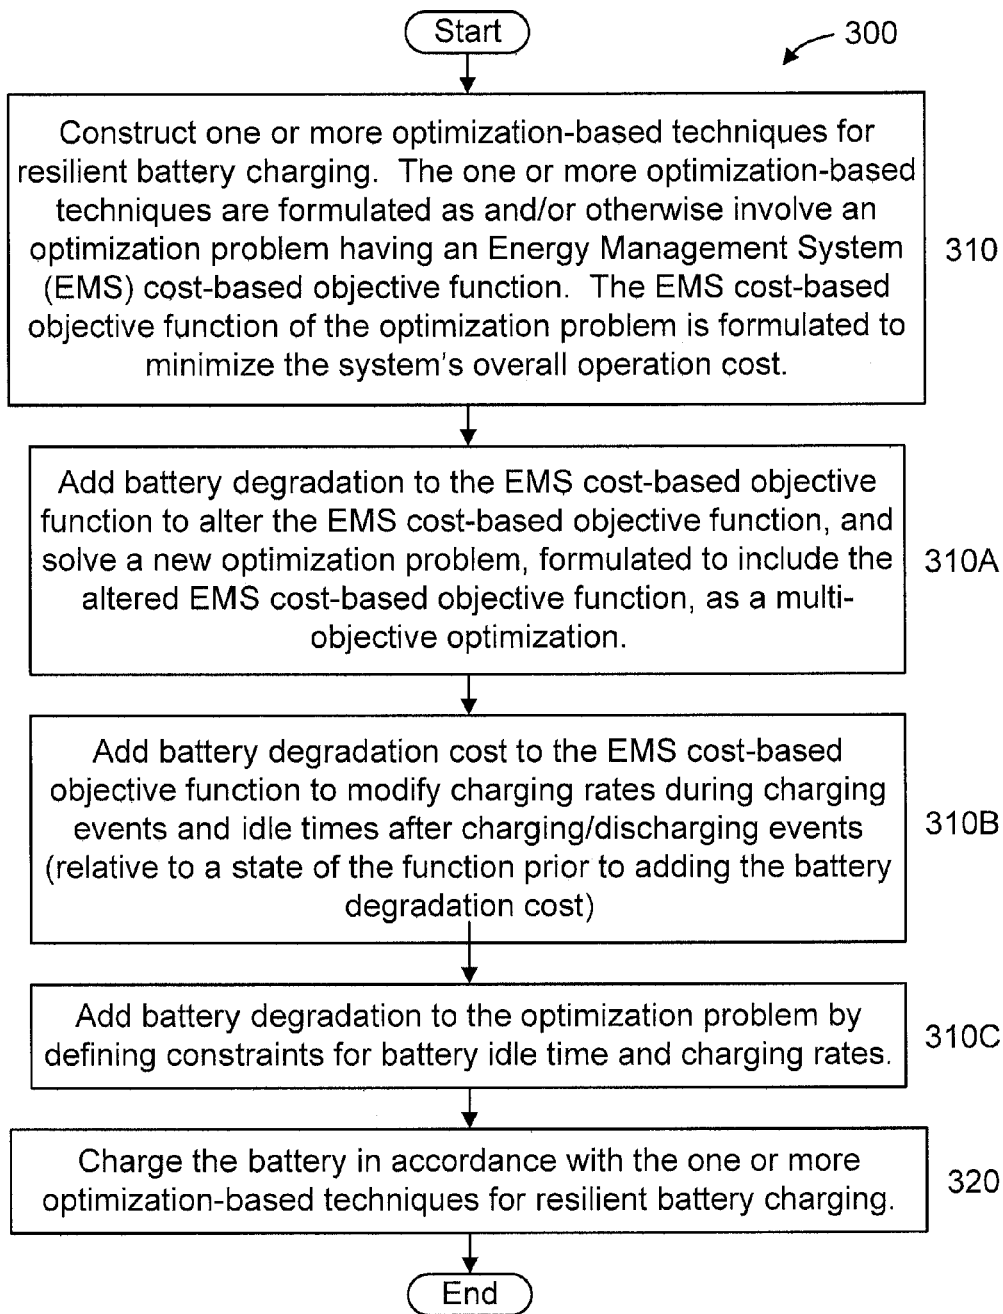 Start
300
Construct one or more optimization-based techniques for
resilient battery charging. The one or more optimization-based
techniques are formulated as and/or otherwise involve an
optimization problem having an Energy Management System
(EMS) cost-based objective function. The EMS cost-based
objective function of the optimization problem is formulated to
minimize the system's overall operation cost.
310
Add battery degradation to the EMS cost-based objective
function to alter the EMS cost-based objective function, and
solve a new optimization problem, formulated to include the
altered EMS cost-based objective function, as a multi-
objective optimization.
310A
Add battery degradation cost to the EMS cost-based
objective function to modify charging rates during charging
events and idle times after charging/discharging events
(relative to a state of the function prior to adding the battery
degradation cost)
310B
Add battery degradation to the optimization problem by
defining constraints for battery idle time and charging rates.
310C
Charge the battery in accordance with the one or more
optimization-based techniques for resilient battery charging.
320
End